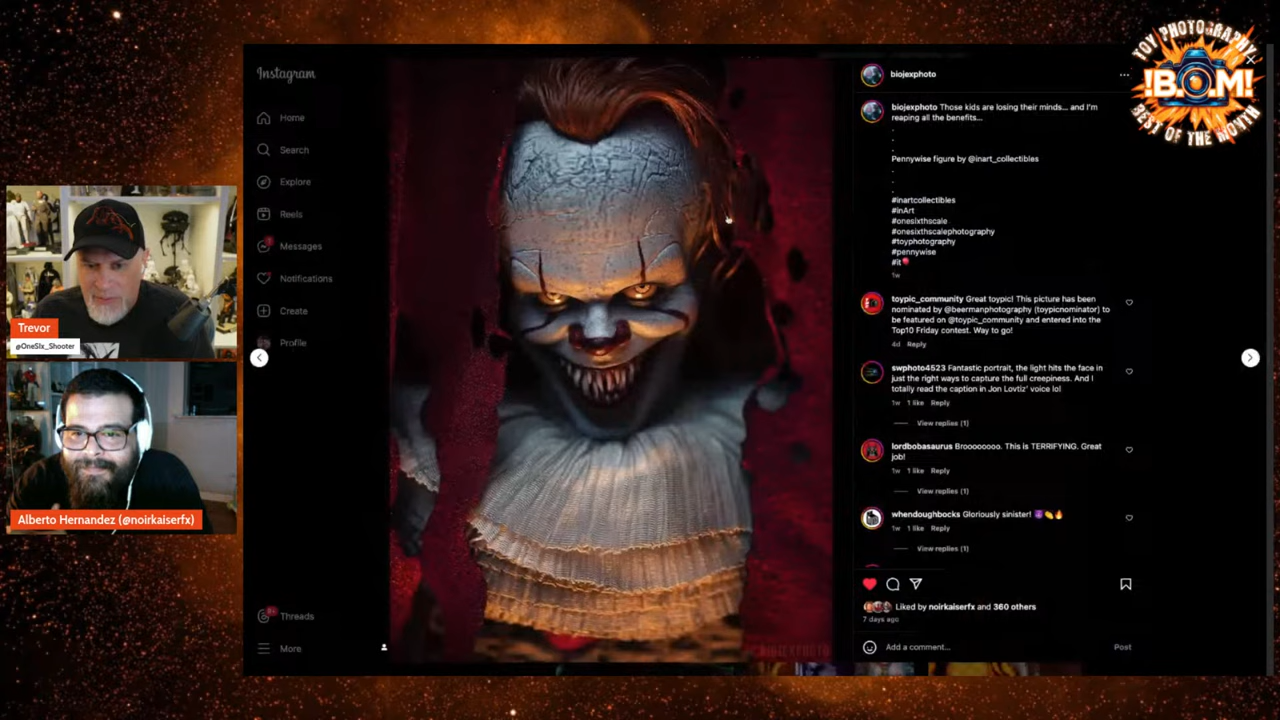 TOY PHOTOGRAPHY
!B.O.M!
BEST OF THE MONTH
Instagram
Home
Search
Explore
Reels
Messages
Notifications
Create
Profile
Threads
More
Trevor
@OneSix_Shooter
Alberto Hernandez (@noirkaiserfx)
BIOJEXPHOTO
biojexphoto
biojexphoto Those kids are losing their minds... and I'm
reaping all the benefits...
.
.
.
Pennywise figure by @inart_collectibles
.
.
.
#inartcollectibles
#inArt
#onesixthscale
#onesixthscalephotography
#toyphotography
#pennywise
#it🎈
1w
toypic_community Great toypic! This picture has been
nominated by @beermanphotography (toypicnominator) to
be featured on @toypic_community and entered into the
Top10 Friday contest. Way to go!
4d Reply
swphoto4523 Fantastic portrait, the light hits the face in
just the right ways to capture the full creepiness. And I
totally read the caption in Jon Lovtiz' voice lol
1w 1 like Reply
View replies (1)
lordbobasaurus Brooooooo. This is TERRIFYING. Great
job!
1w 1 like Reply
View replies (1)
whendoughbocks Gloriously sinister! 😈👏🔥
1w 1 like Reply
View replies (1)
Liked by noirkaiserfx and 360 others
7 days ago
Add a comment...
Post